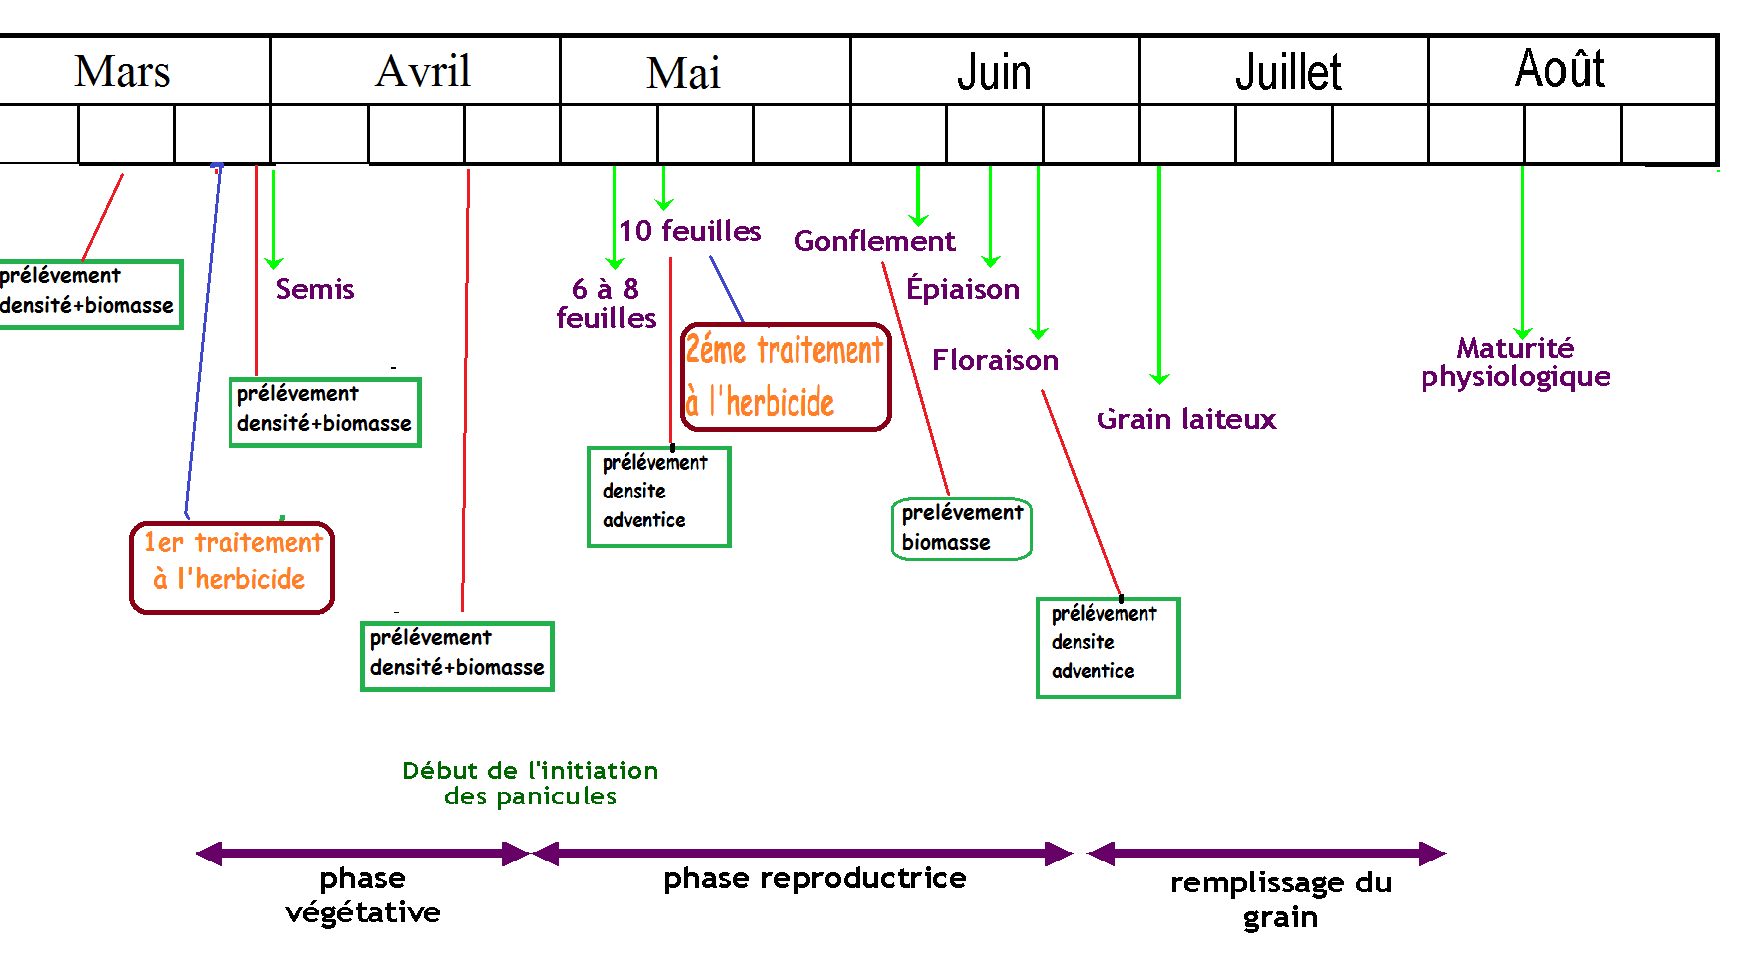 Mars
Avril
Mai
Juin
Juillet
Août
10 feuilles
Gonflement
prélévement
densité+biomasse
Semis
6 à 8
feuilles
Épiaison
2éme traitement
à l'herbicide
Floraison
Maturité
physiologique
prélévement
densité+biomasse
Grain laiteux
prélévement
densite
adventice
prelévement
biomasse
1er traitement
à l'herbicide
prélévement
densité+biomasse
prélévement
densite
adventice
Début de l'initiation
des panicules
phase
végétative
phase reproductrice
remplissage du
grain